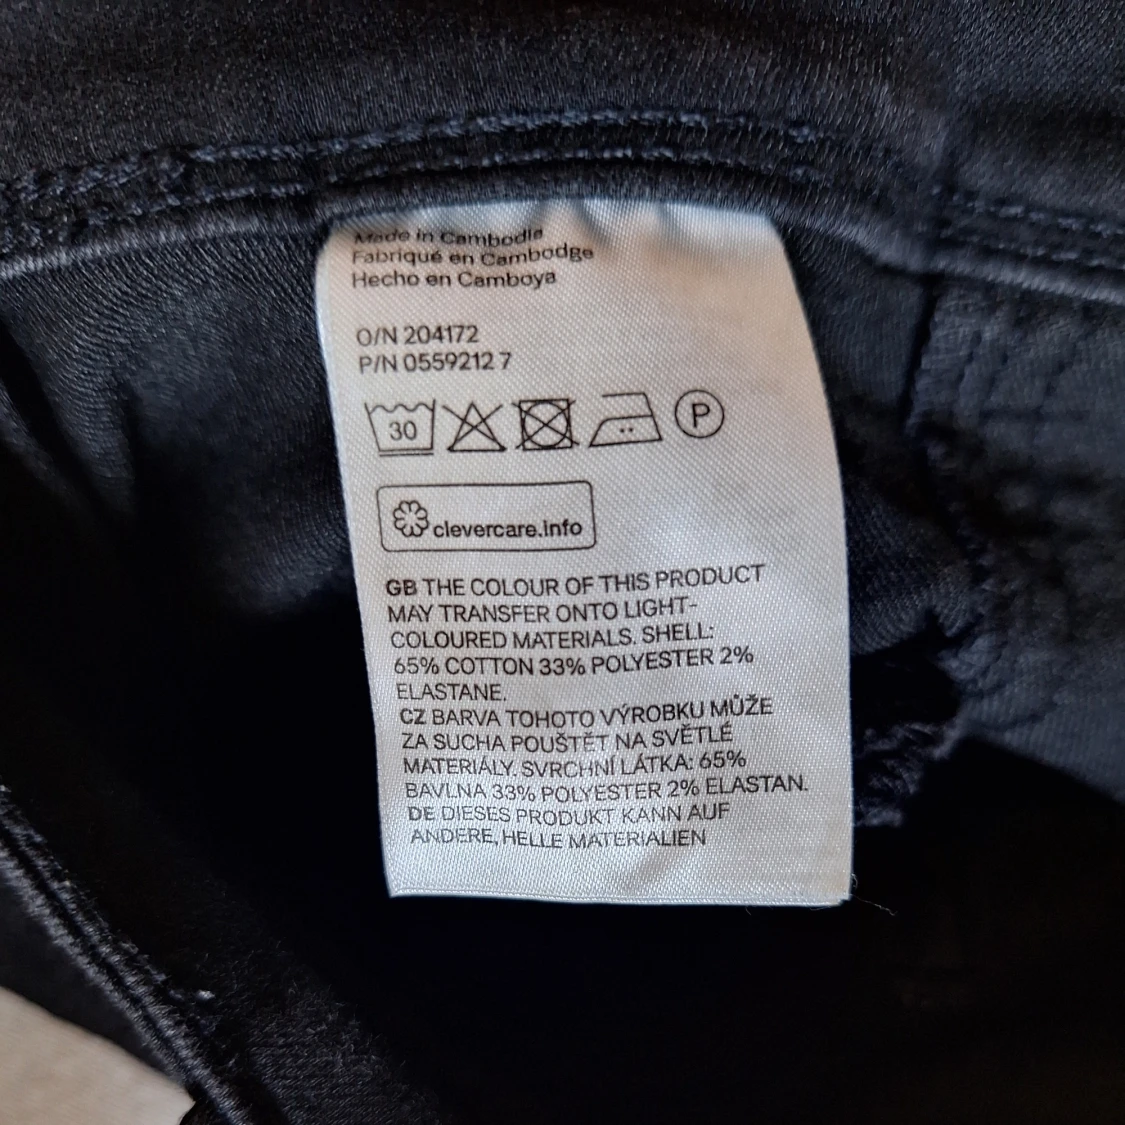 Made in Cambodia
Fabriqué en Cambodge
Hecho en Camboya
O/N 204172
P/N 0559212 7
30
P
clevercare.info
GB THE COLOUR OF THIS PRODUCT
MAY TRANSFER ONTO LIGHT-
COLOURED MATERIALS. SHELL:
65% COTTON 33% POLYESTER 2%
ELASTANE.
CZ BARVA TOHOTO VÝROBKU MŮŽE
ZA SUCHA POUŠTĚT NA SVĚTLÉ
MATERIÁLY. SVRCHNÍ LÁTKA: 65%
BAVLNA 33% POLYESTER 2% ELASTAN.
DE DIESES PRODUKT KANN AUF
ANDERE, HELLE MATERIALIEN